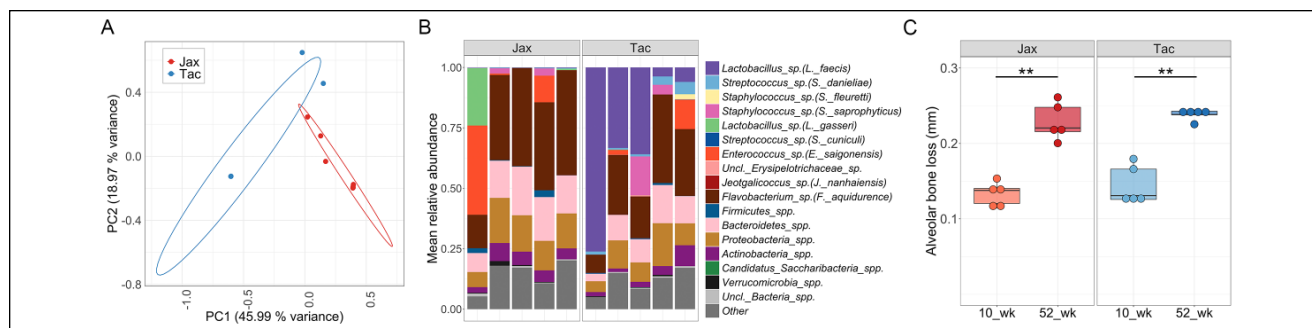 A
PC2 (18.97 % variance)
0.4
0.0
-0.4
-0.8
Jax
Tac
-1.0
-0.5
0.0
0.5
PC1 (45.99 % variance)
B
Mean relative abundance
1.00
0.75
0.50
0.25
0.00
Jax
Tac
Lactobacillus_sp.(L._faecis)
Streptococcus_sp.(S._danieliae)
Staphylococcus_sp.(S._fleuretti)
Staphylococcus_sp.(S._saprophyticus)
Lactobacillus_sp.(L._gasseri)
Streptococcus_sp.(S._cuniculi)
Enterococcus_sp.(E._saigonensis)
Uncl._Erysipelotrichaceae_sp.
Jeotgalicoccus_sp.(J._nanhaiensis)
Flavobacterium_sp.(F._aquidurence)
Firmicutes_spp.
Bacteroidetes_spp.
Proteobacteria_spp.
Actinobacteria_spp.
Candidatus_Saccharibacteria_spp.
Verrucomicrobia_spp.
Uncl._Bacteria_spp.
Other
C
Alveolar bone loss (mm)
0.3
0.2
0.1
Jax
Tac
**
**
10_wk
52_wk
10_wk
52_wk